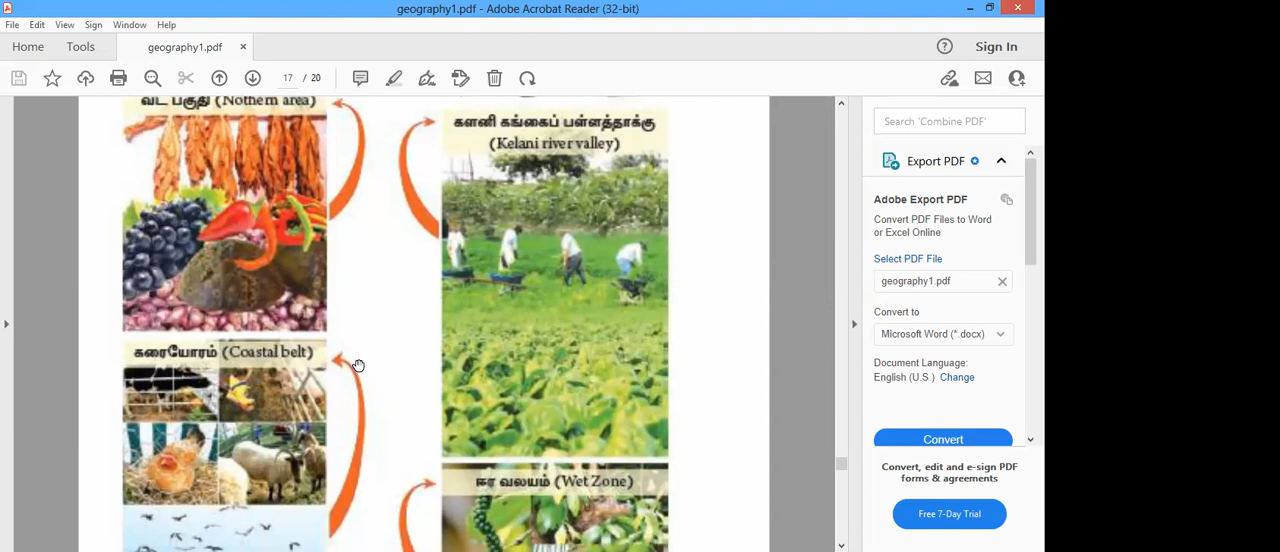 geography1.pdf - Adobe Acrobat Reader (32-bit)
File Edit View Sign Window Help
Home Tools geography1.pdf × Sign In
17 / 20
வட பகுதி (Nothern area)
களனி கங்கைப் பள்ளத்தாக்கு
(Kelani river valley)
கரையோரம் (Coastal belt)
ஈர வலயம் (Wet Zone)
Search 'Combine PDF'
Export PDF
Adobe Export PDF
Convert PDF Files to Word
or Excel Online
Select PDF File
geography1.pdf
Convert to
Microsoft Word (*.docx)
Document Language:
English (U.S.) Change
Convert
Convert, edit and e-sign PDF
forms & agreements
Free 7-Day Trial